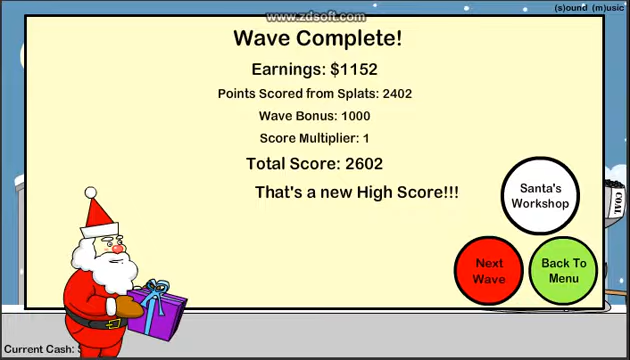 www.zdsoft.com
(s)ound (m)usic
Wave Complete!
Earnings: $1152
Points Scored from Splats: 2402
Wave Bonus: 1000
Score Multiplier: 1
Total Score: 2602
That's a new High Score!!!
Santa's
Workshop
COAL
Next
Wave
Back To
Menu
Current Cash: